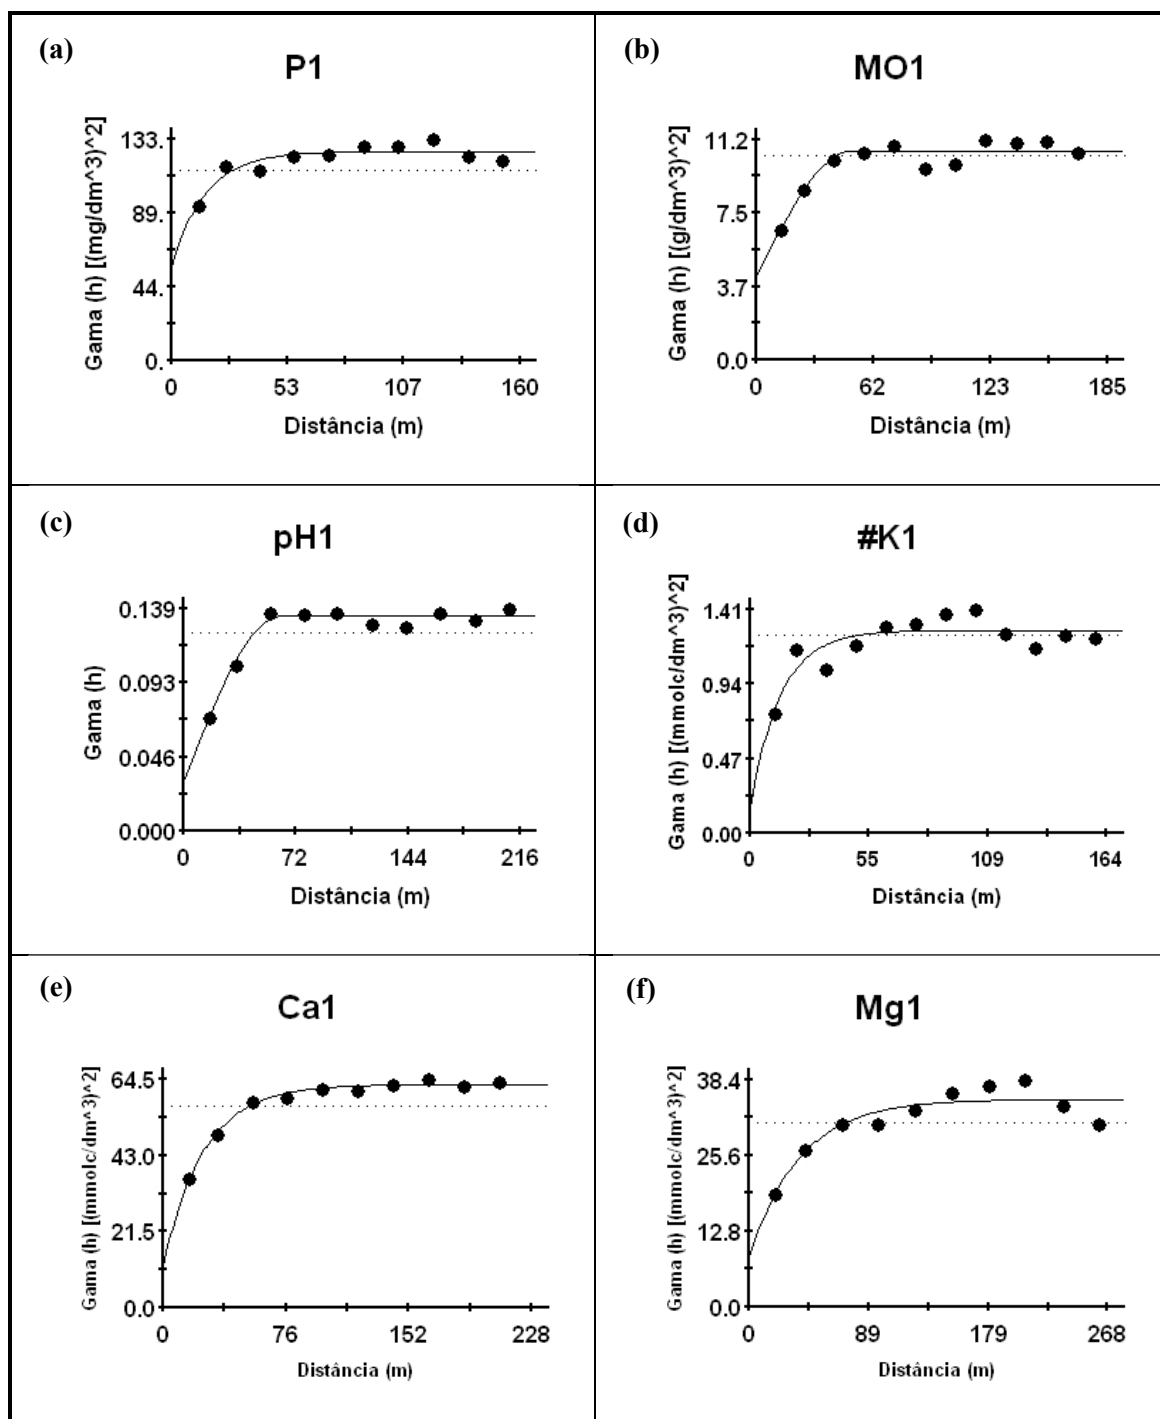 (a)
P1
Gama (h) [(mg/dm^3)^2]
133.
89.
44.
0.
0 53 107 160
Distância (m)
(b)
MO1
Gama (h) [(g/dm^3)^2]
11.2
7.5
3.7
0.0
0 62 123 185
Distância (m)
(c)
pH1
Gama (h)
0.139
0.093
0.046
0.000
0 72 144 216
Distância (m)
(d)
#K1
Gama (h) [(mmolc/dm^3)^2]
1.41
0.94
0.47
0.00
0 55 109 164
Distância (m)
(e)
Ca1
Gama (h) [(mmolc/dm^3)^2]
64.5
43.0
21.5
0.0
0 76 152 228
Distância (m)
(f)
Mg1
Gama (h) [(mmolc/dm^3)^2]
38.4
25.6
12.8
0.0
0 89 179 268
Distância (m)